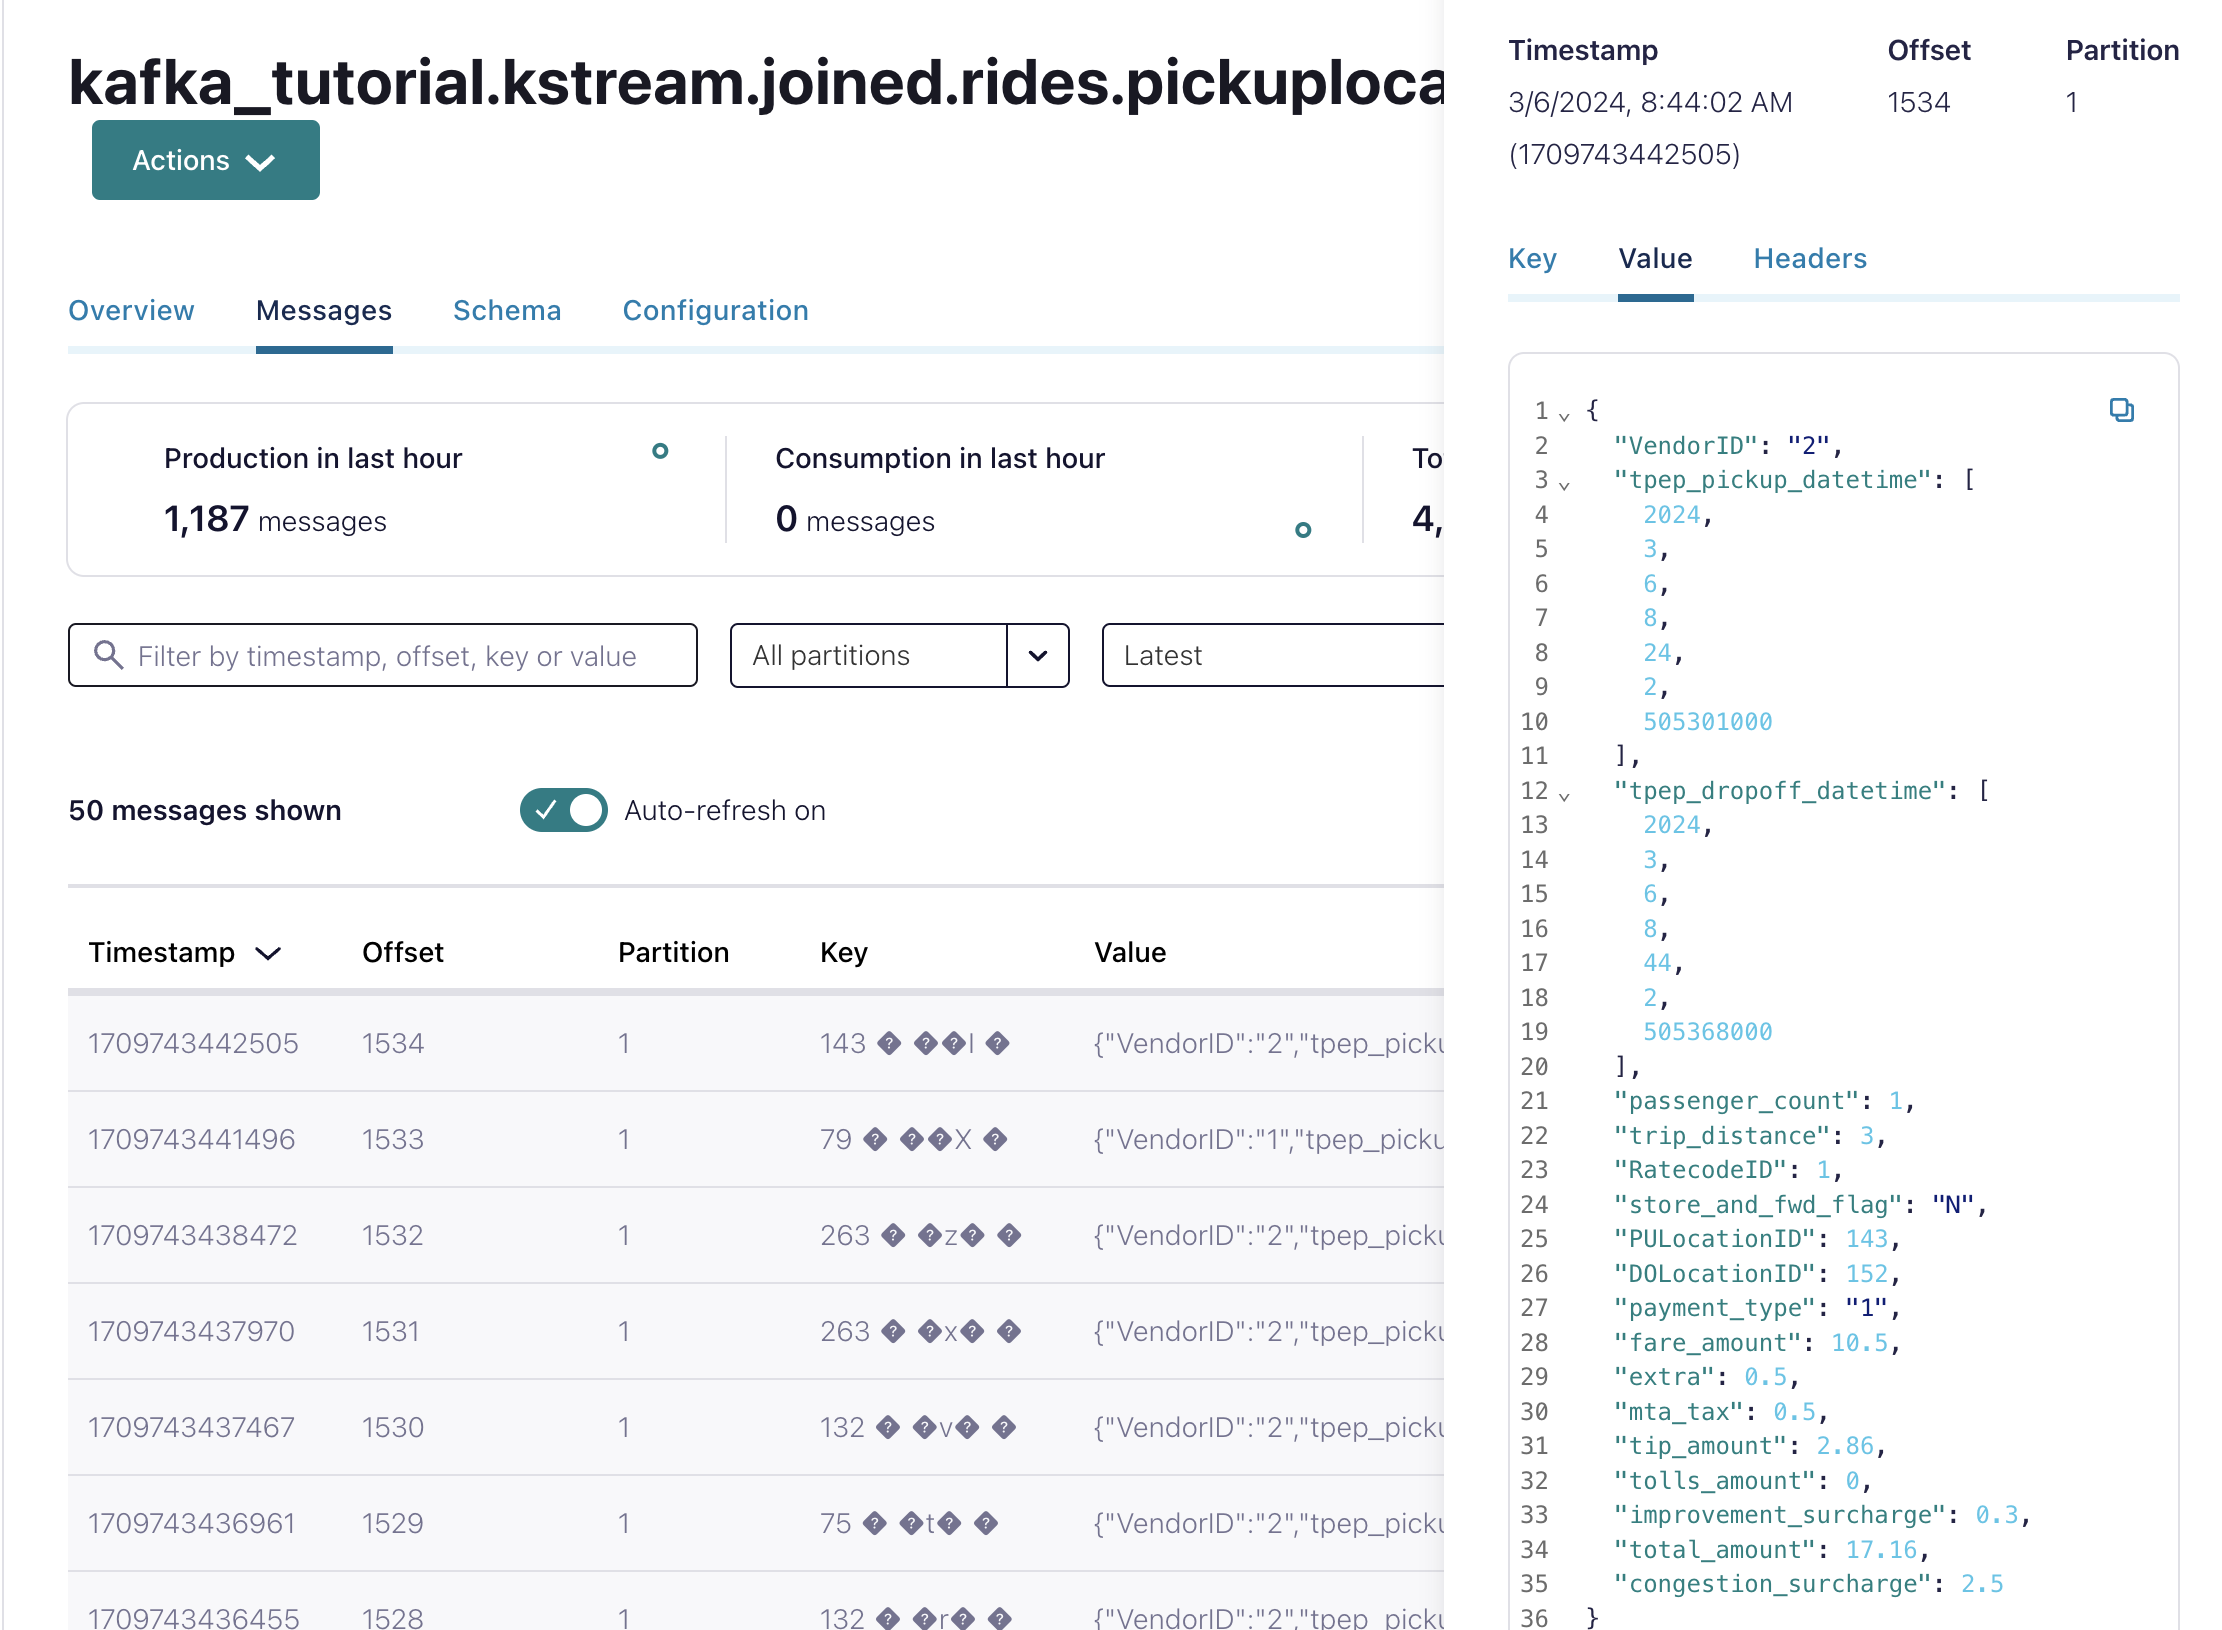 kafka_tutorial.kstream.joined.rides.pickuploca
Actions
Overview Messages Schema Configuration
Production in last hour
1,187 messages
Consumption in last hour
0 messages
To
4,
Filter by timestamp, offset, key or value
All partitions
Latest
50 messages shown
Auto-refresh on
Timestamp Offset Partition Key Value
1709743442505 1534 1 143 � ��I � {"VendorID":"2","tpep_picku
1709743441496 1533 1 79 � ��X � {"VendorID":"1","tpep_picku
1709743438472 1532 1 263 � �z� � {"VendorID":"2","tpep_picku
1709743437970 1531 1 263 � �x� � {"VendorID":"2","tpep_picku
1709743437467 1530 1 132 � �v� � {"VendorID":"2","tpep_picku
1709743436961 1529 1 75 � �t� � {"VendorID":"2","tpep_picku
1709743436455 1528 1 132 � �r� � {"VendorID":"2","tpep_picku
Timestamp Offset Partition
3/6/2024, 8:44:02 AM 1534 1
(1709743442505)
Key Value Headers
1 {
2 "VendorID": "2",
3 "tpep_pickup_datetime": [
4 2024,
5 3,
6 6,
7 8,
8 24,
9 2,
10 505301000
11 ],
12 "tpep_dropoff_datetime": [
13 2024,
14 3,
15 6,
16 8,
17 44,
18 2,
19 505368000
20 ],
21 "passenger_count": 1,
22 "trip_distance": 3,
23 "RatecodeID": 1,
24 "store_and_fwd_flag": "N",
25 "PULocationID": 143,
26 "DOLocationID": 152,
27 "payment_type": "1",
28 "fare_amount": 10.5,
29 "extra": 0.5,
30 "mta_tax": 0.5,
31 "tip_amount": 2.86,
32 "tolls_amount": 0,
33 "improvement_surcharge": 0.3,
34 "total_amount": 17.16,
35 "congestion_surcharge": 2.5
36 }